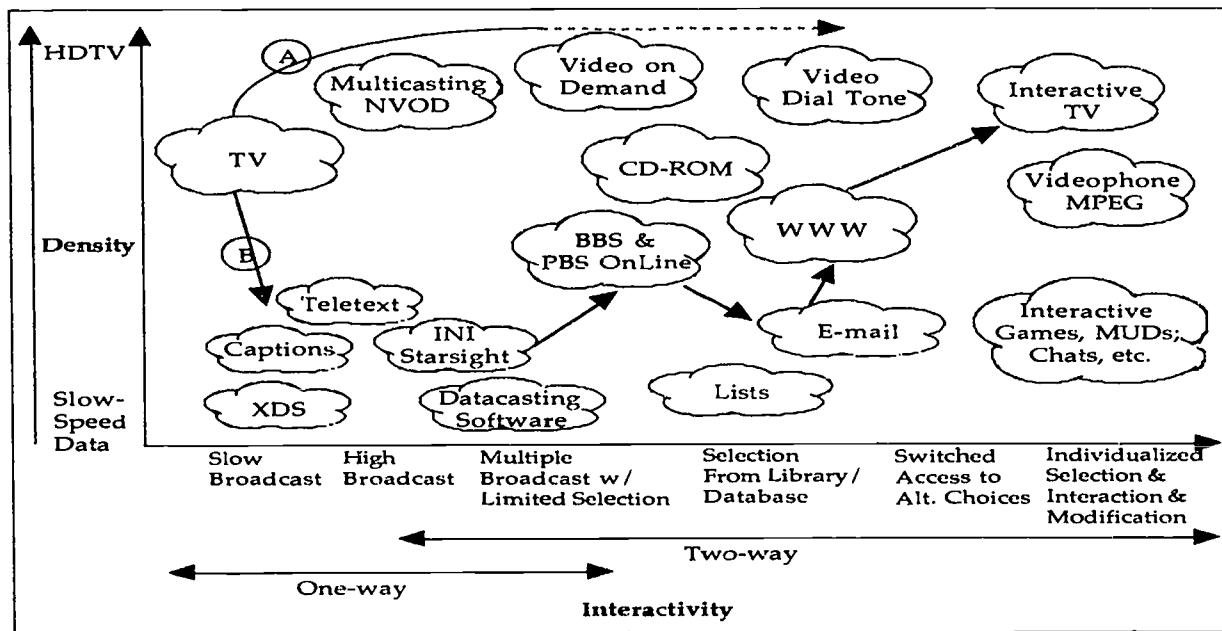 HDTV
A
Multicasting
NVOD
Video on
Demand
Video
Dial Tone
Interactive
TV
TV
CD-ROM
Videophone
MPEG
Density
B
BBS &
PBS OnLine
WWW
Teletext
INI
Starsight
E-mail
Interactive
Games, MUDs;
Chats, etc.
Captions
XDS
Datacasting
Software
Lists
Slow-
Speed
Data
Slow
Broadcast
High
Broadcast
Multiple
Broadcast w/
Limited Selection
Selection
From Library/
Database
Switched
Access to
Alt. Choices
Individualized
Selection &
Interaction &
Modification
Two-way
One-way
Interactivity